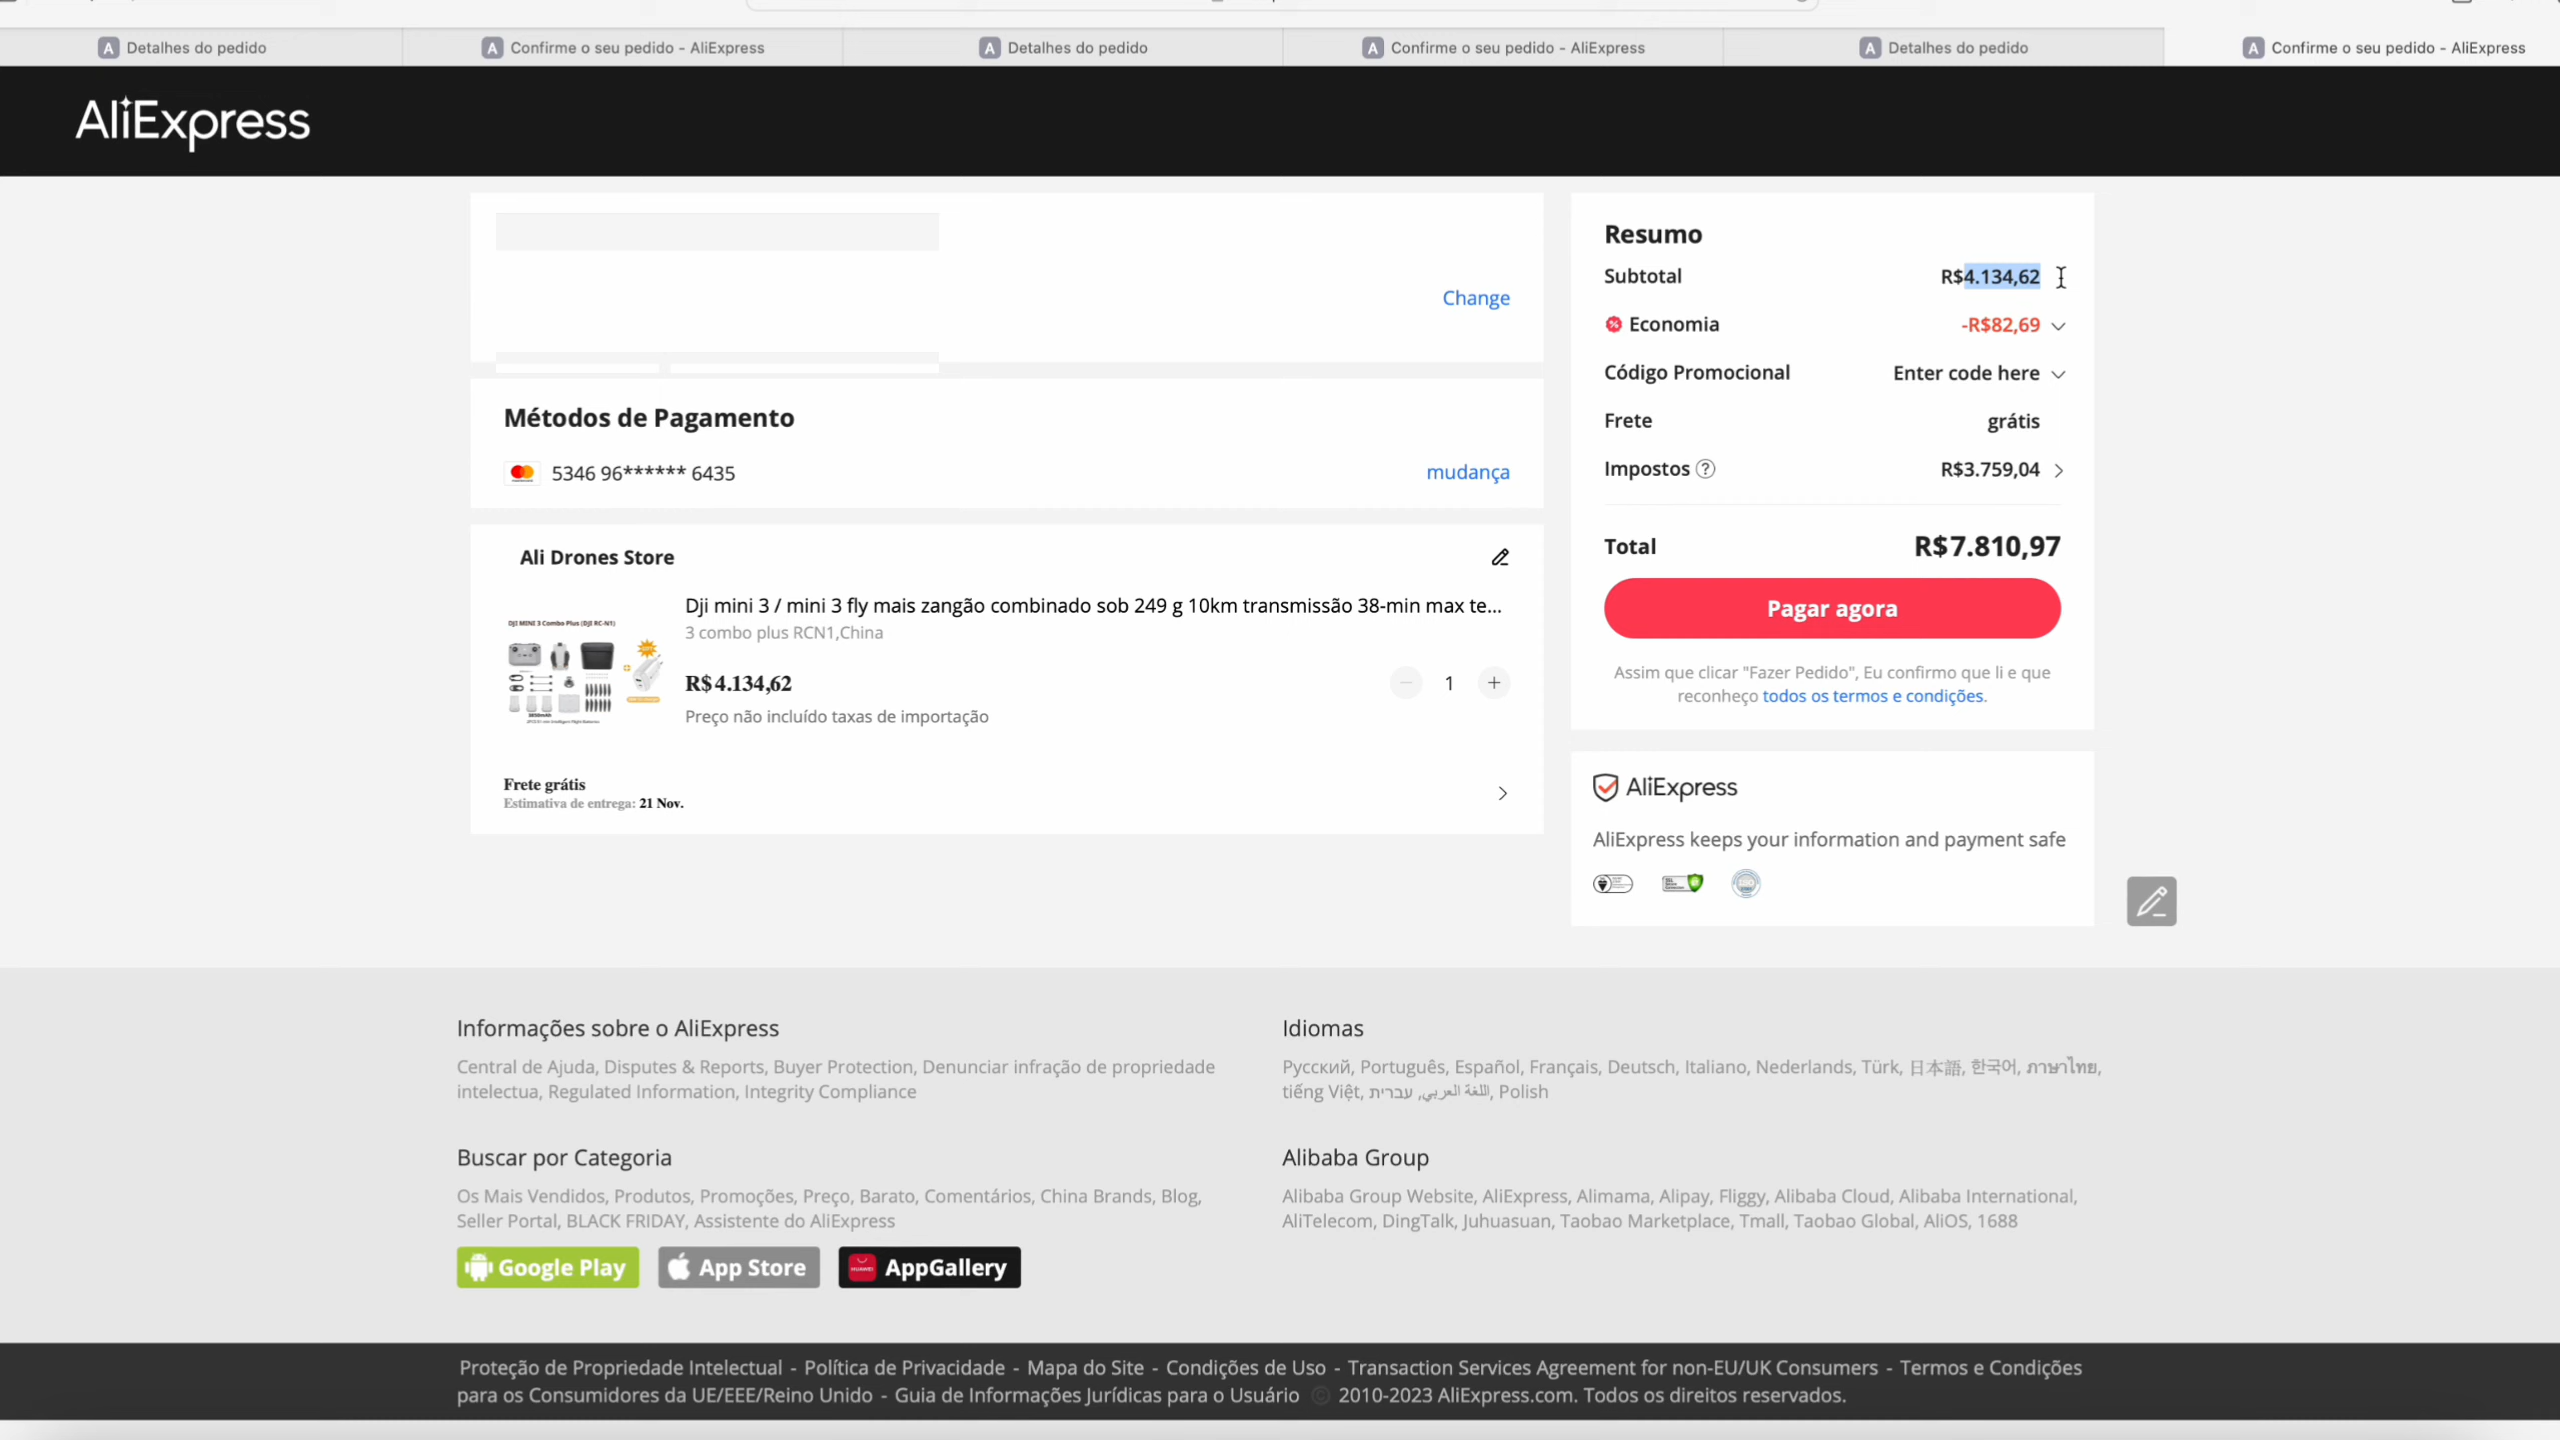 Detalhes do pedido
Confirme o seu pedido - AliExpress
Detalhes do pedido
Confirme o seu pedido - AliExpress
Detalhes do pedido
Confirme o seu pedido - AliExpress
AliExpress
Change
Métodos de Pagamento
5346 96****** 6435
mudança
Ali Drones Store
DJI MINI 3 Combo Plus (DJI RC-N1)
Dji mini 3 / mini 3 fly mais zangão combinado sob 249 g 10km transmissão 38-min max te...
3 combo plus RCN1,China
R$4.134,62
1
Preço não incluído taxas de importação
Frete grátis
Estimativa de entrega: 21 Nov.
Resumo
Subtotal R$4.134,62
Economia -R$82,69
Código Promocional Enter code here
Frete grátis
Impostos R$3.759,04
Total R$7.810,97
Pagar agora
Assim que clicar "Fazer Pedido", Eu confirmo que li e que
reconheço todos os termos e condições.
AliExpress
AliExpress keeps your information and payment safe
Informações sobre o AliExpress
Central de Ajuda, Disputes & Reports, Buyer Protection, Denunciar infração de propriedade
intelectua, Regulated Information, Integrity Compliance
Idiomas
Русский, Português, Español, Français, Deutsch, Italiano, Nederlands, Türk, 日本語, 한국어, ภาษาไทย,
tiếng Việt, اللغة العربي, עברית, Polish
Buscar por Categoria
Os Mais Vendidos, Produtos, Promoções, Preço, Barato, Comentários, China Brands, Blog,
Seller Portal, BLACK FRIDAY, Assistente do AliExpress
Alibaba Group
Alibaba Group Website, AliExpress, Alimama, Alipay, Fliggy, Alibaba Cloud, Alibaba International,
AliTelecom, DingTalk, Juhuasuan, Taobao Marketplace, Tmall, Taobao Global, AliOS, 1688
Google Play
App Store
HUAWEI AppGallery
Proteção de Propriedade Intelectual - Política de Privacidade - Mapa do Site - Condições de Uso - Transaction Services Agreement for non-EU/UK Consumers - Termos e Condições
para os Consumidores da UE/EEE/Reino Unido - Guia de Informações Jurídicas para o Usuário © 2010-2023 AliExpress.com. Todos os direitos reservados.